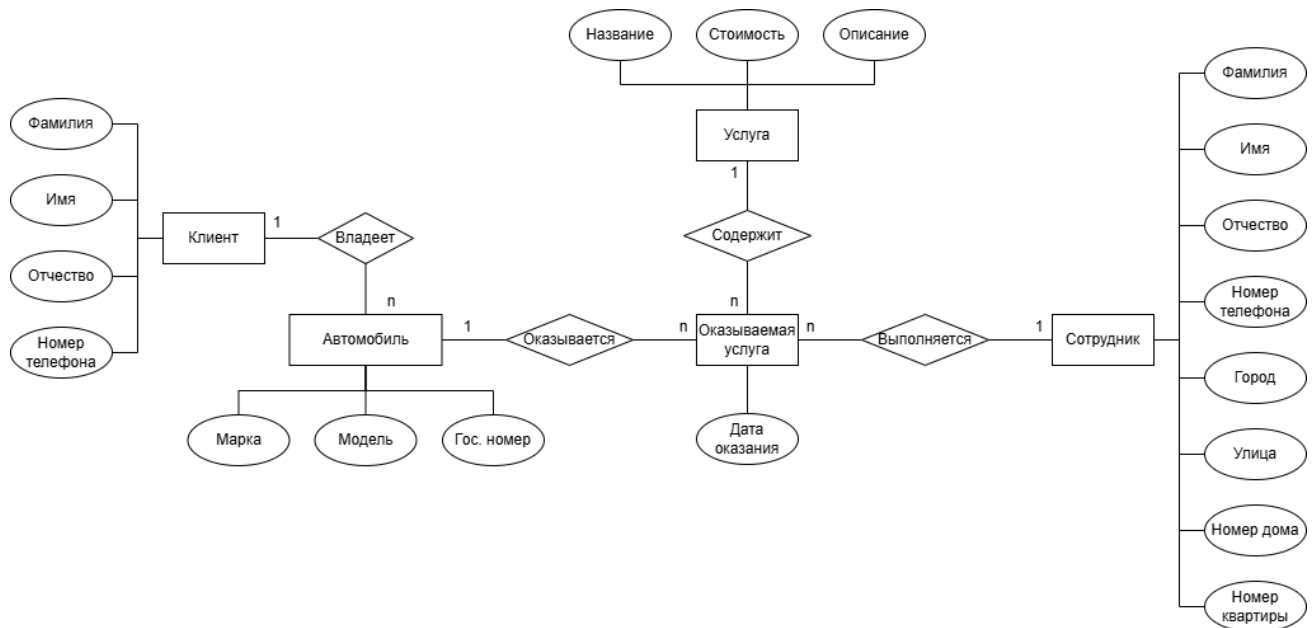 Название
Стоимость
Описание
Услуга
1
Содержит
n
Фамилия
Имя
Отчество
Номер
телефона
Клиент
1
Владеет
n
Автомобиль
1
Оказывается
n
Оказываемая
услуга
n
Выполняется
1
Сотрудник
Марка
Модель
Гос. номер
Дата
оказания
Фамилия
Имя
Отчество
Номер
телефона
Город
Улица
Номер дома
Номер
квартиры